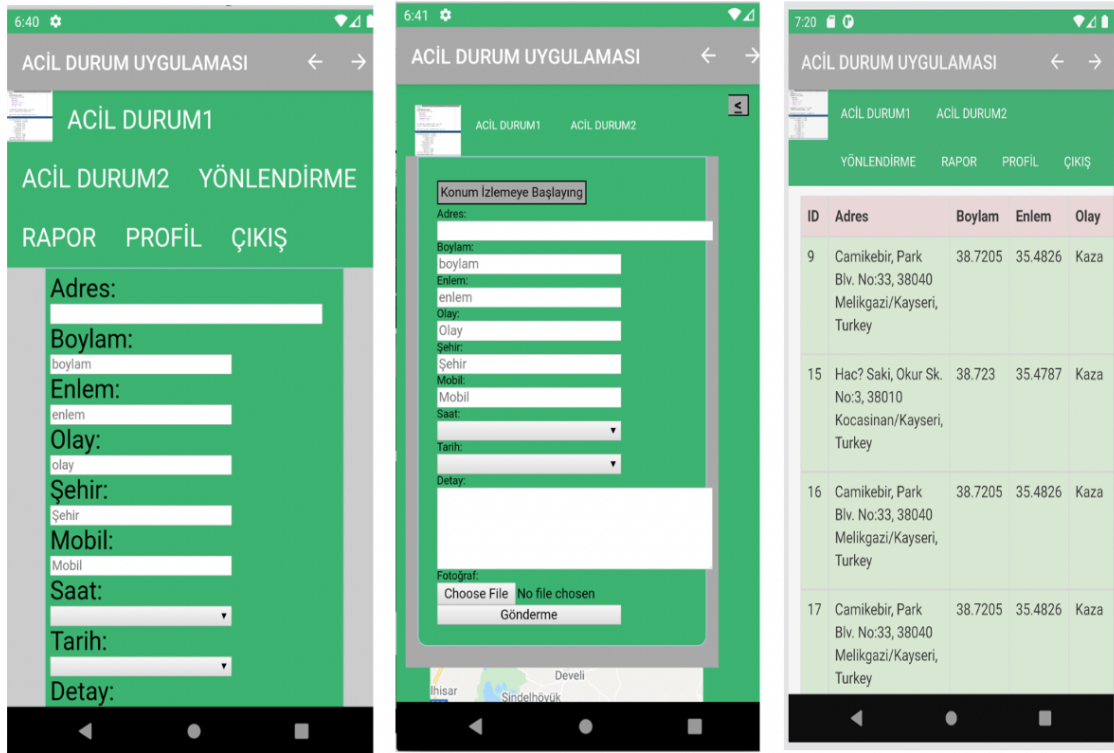 6:40
ACİL DURUM UYGULAMASI
ACİL DURUM1
ACİL DURUM2 YÖNLENDİRME
RAPOR PROFİL ÇIKIŞ
Adres:
Boylam:
boylam
Enlem:
enlem
Olay:
olay
Şehir:
Şehir
Mobil:
Mobil
Saat:
Tarih:
Detay:
6:41
ACİL DURUM UYGULAMASI
<
ACİL DURUM1 ACİL DURUM2
Konum İzlemeye Başlayıng
Adres:
Boylam:
boylam
Enlem:
enlem
Olay:
Olay
Şehir:
Şehir
Mobil:
Mobil
Saat:
Tarih:
Detay:
Fotoğraf:
Choose File No file chosen
Gönderme
Develi
lhisar
Sindelhöyük
7:20
ACİL DURUM UYGULAMASI
ACİL DURUM1 ACİL DURUM2
YÖNLENDİRME RAPOR PROFİL ÇIKIŞ
ID Adres Boylam Enlem Olay
9 Camikebir, Park 38.7205 35.4826 Kaza
Blv. No:33, 38040
Melikgazi/Kayseri,
Turkey
15 Hac? Saki, Okur Sk. 38.723 35.4787 Kaza
No:3, 38010
Kocasinan/Kayseri,
Turkey
16 Camikebir, Park 38.7205 35.4826 Kaza
Blv. No:33, 38040
Melikgazi/Kayseri,
Turkey
17 Camikebir, Park 38.7205 35.4826 Kaza
Blv. No:33, 38040
Melikgazi/Kayseri,
Turkey